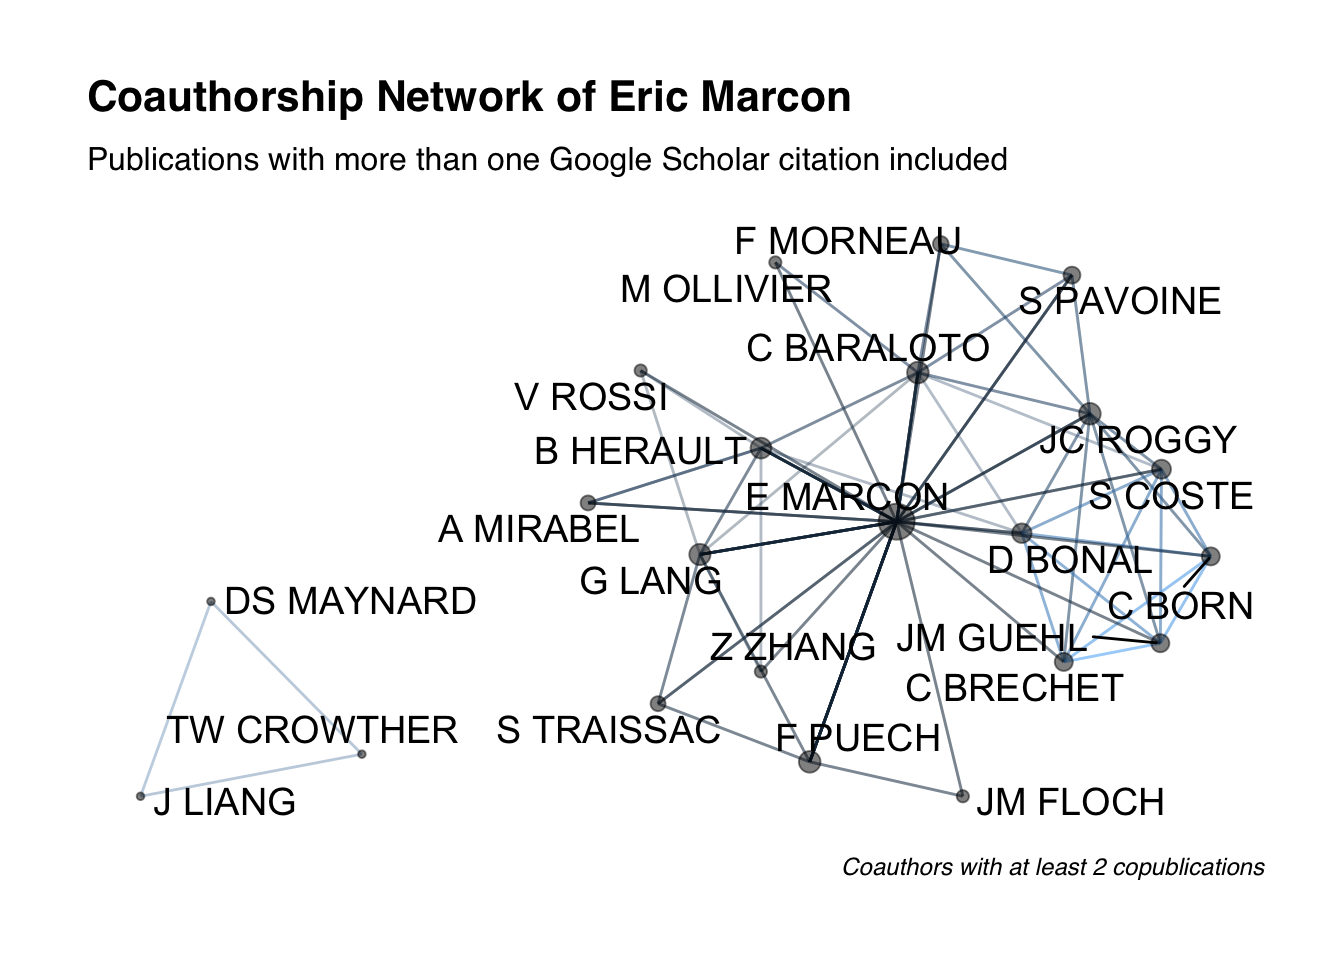 Coauthorship Network of Eric Marcon
Publications with more than one Google Scholar citation included
F MORNEAU
M OLLIVIER
S PAVOINE
C BARALOTO
V ROSSI
B HERAULT
JC ROGGY
E MARCON
S COSTE
A MIRABEL
D BONAL
G LANG
DS MAYNARD
C BORN
Z ZHANG
JM GUEHL
C BRECHET
TW CROWTHER
S TRAISSAC
F PUECH
J LIANG
JM FLOCH
Coauthors with at least 2 copublications